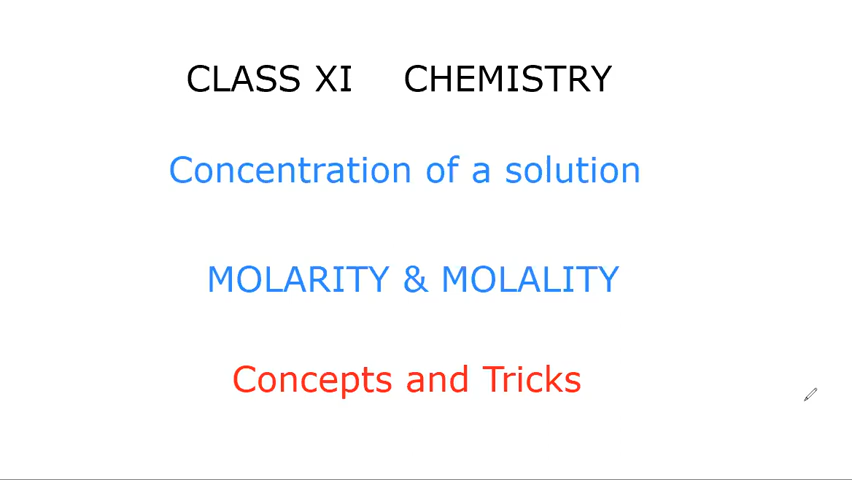 CLASS XI CHEMISTRY
Concentration of a solution
MOLARITY & MOLALITY
Concepts and Tricks